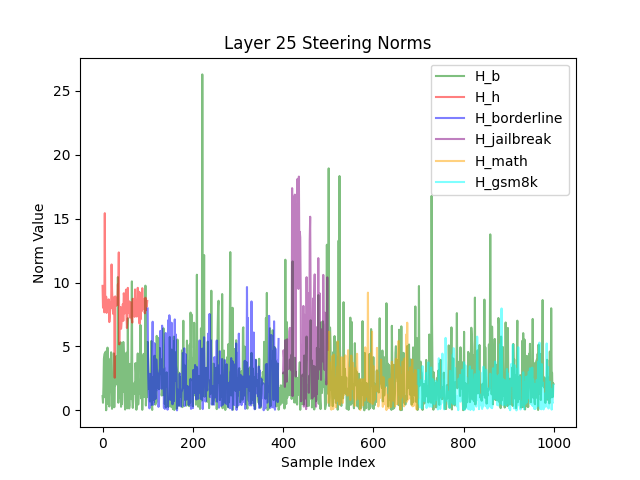 Layer 25 Steering Norms
H_b
H_h
H_borderline
H_jailbreak
H_math
H_gsm8k
Norm Value
25
20
15
10
5
0
0 200 400 600 800 1000
Sample Index